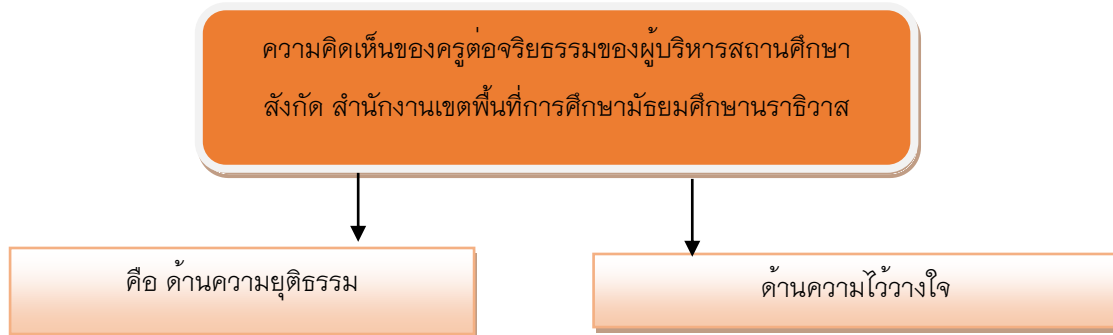 ความคิดเห็นของครูต่อจริยธรรมของผู้บริหารสถานศึกษา
สังกัด สำนักงานเขตพื้นที่การศึกษามัธยมศึกษานราธิวาส
คือ ด้านความยุติธรรม
ด้านความไว้วางใจ